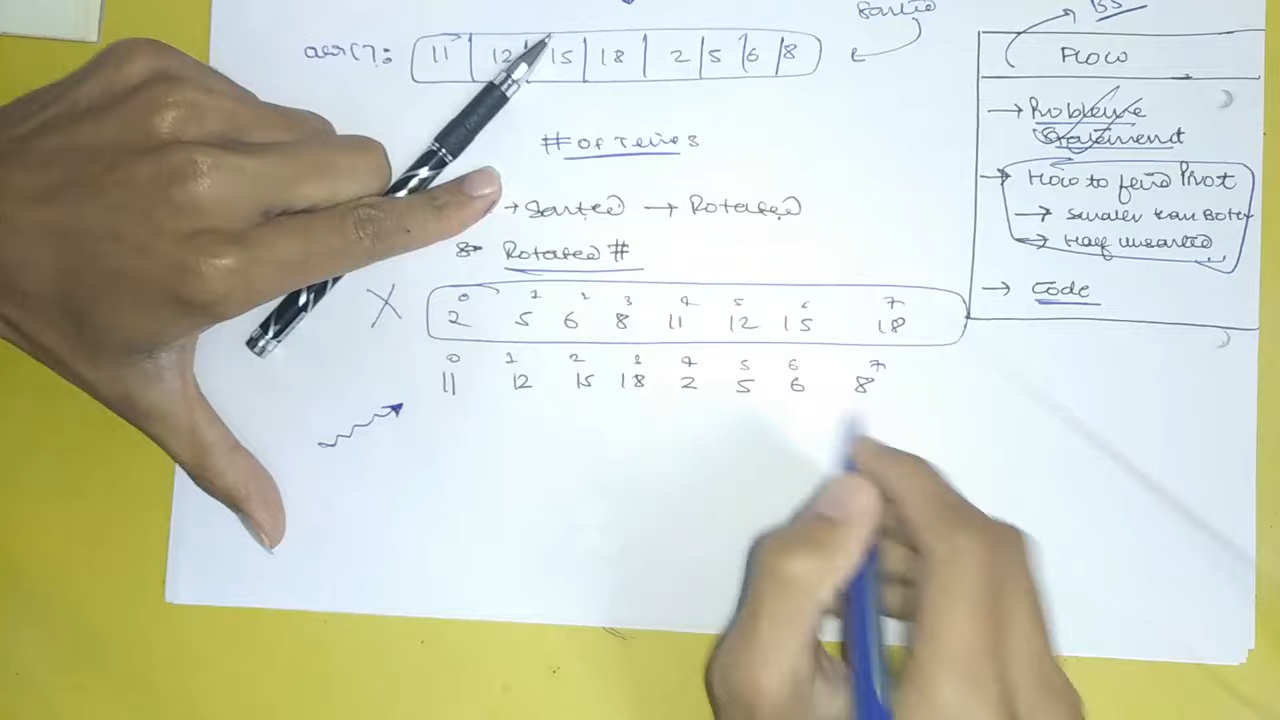 Sorted
BS
arr[]: 11 12 15 18 2 5 6 8
Flow
# of Times
→ Problem
Statement
→ Sorted → Rotated
→ How to find Pivot
→ Smaller than Both
→ Half unsorted
Rotated #
→ Code
0 1 2 3 4 5 6 7
X 2 5 6 8 11 12 15 18
0 1 2 3 4 5 6 7
11 12 15 18 2 5 6 8